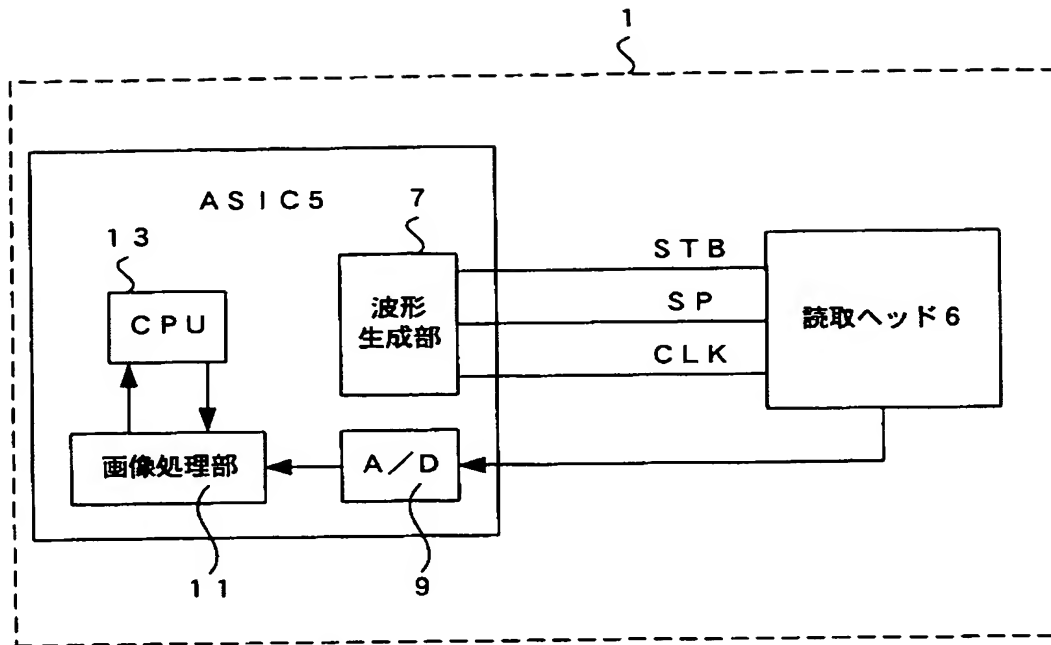 1
ASIC5
7
13
CPU
波形
生成部
STB
SP
CLK
読取ヘッド6
画像処理部
A/D
11
9